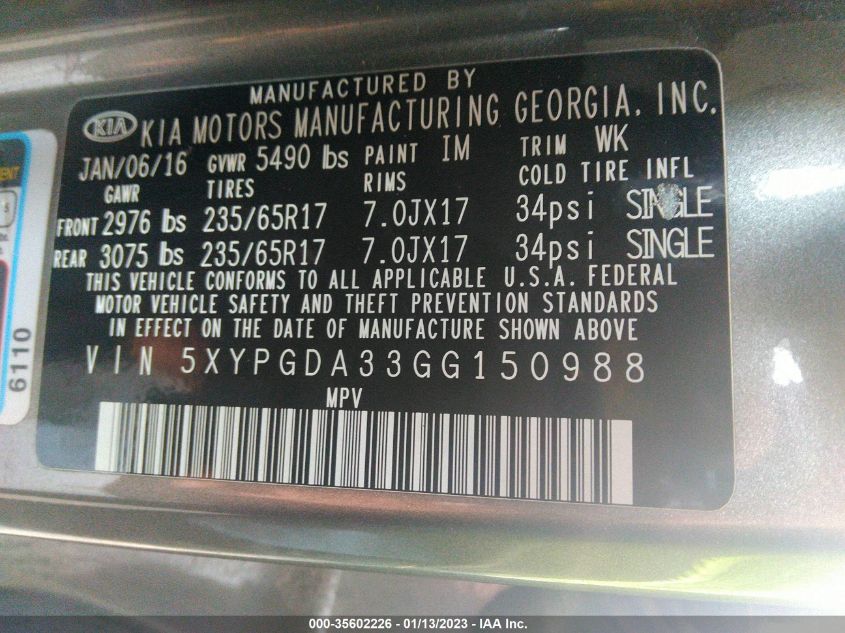 MANUFACTURED BY
KIA KIA MOTORS MANUFACTURING GEORGIA, INC.
JAN/06/16 GVWR 5490 lbs PAINT IM TRIM WK
GAWR TIRES RIMS COLD TIRE INFL
FRONT 2976 lbs 235/65R17 7.0JX17 34psi SINGLE
REAR 3075 lbs 235/65R17 7.0JX17 34psi SINGLE
THIS VEHICLE CONFORMS TO ALL APPLICABLE U.S.A. FEDERAL
MOTOR VEHICLE SAFETY AND THEFT PREVENTION STANDARDS
IN EFFECT ON THE DATE OF MANUFACTURE SHOWN ABOVE
VIN 5XYPGDA33GG150988
MPV
6110
000-35602226 - 01/13/2023 - IAA Inc.